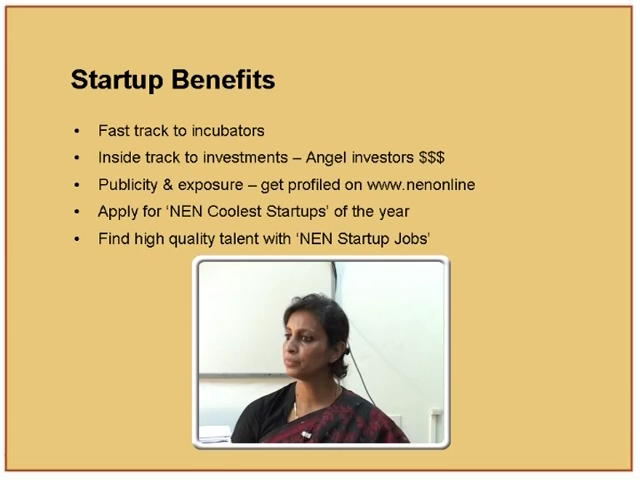 Startup Benefits
• Fast track to incubators
• Inside track to investments – Angel investors $$$
• Publicity & exposure – get profiled on www.nenonline
• Apply for ‘NEN Coolest Startups’ of the year
• Find high quality talent with ‘NEN Startup Jobs’